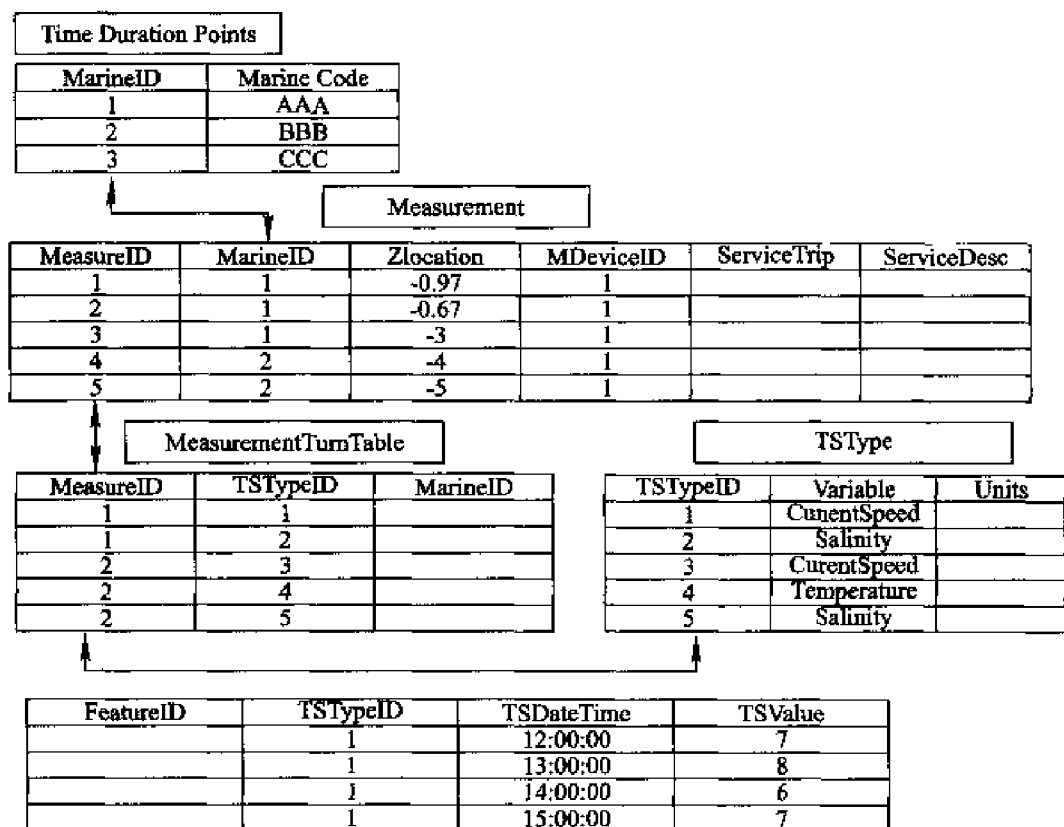 Time Duration Points
MarineID Marine Code
1 AAA
2 BBB
3 CCC
Measurement
MeasureID MarineID Zlocation MDeviceID ServiceTrip ServiceDesc
1 1 -0.97 1
2 1 -0.67 1
3 1 -3 1
4 2 -4 1
5 2 -5 1
MeasurementTurnTable
TSType
MeasureID TSTypeID MarineID
1 1
1 2
2 3
2 4
2 5
TSTypeID Variable Units
1 CunentSpeed
2 Salinity
3 CurentSpeed
4 Temperature
5 Salinity
FeatureID TSTypeID TSDateTime TSValue
1 12:00:00 7
1 13:00:00 8
1 14:00:00 6
1 15:00:00 7